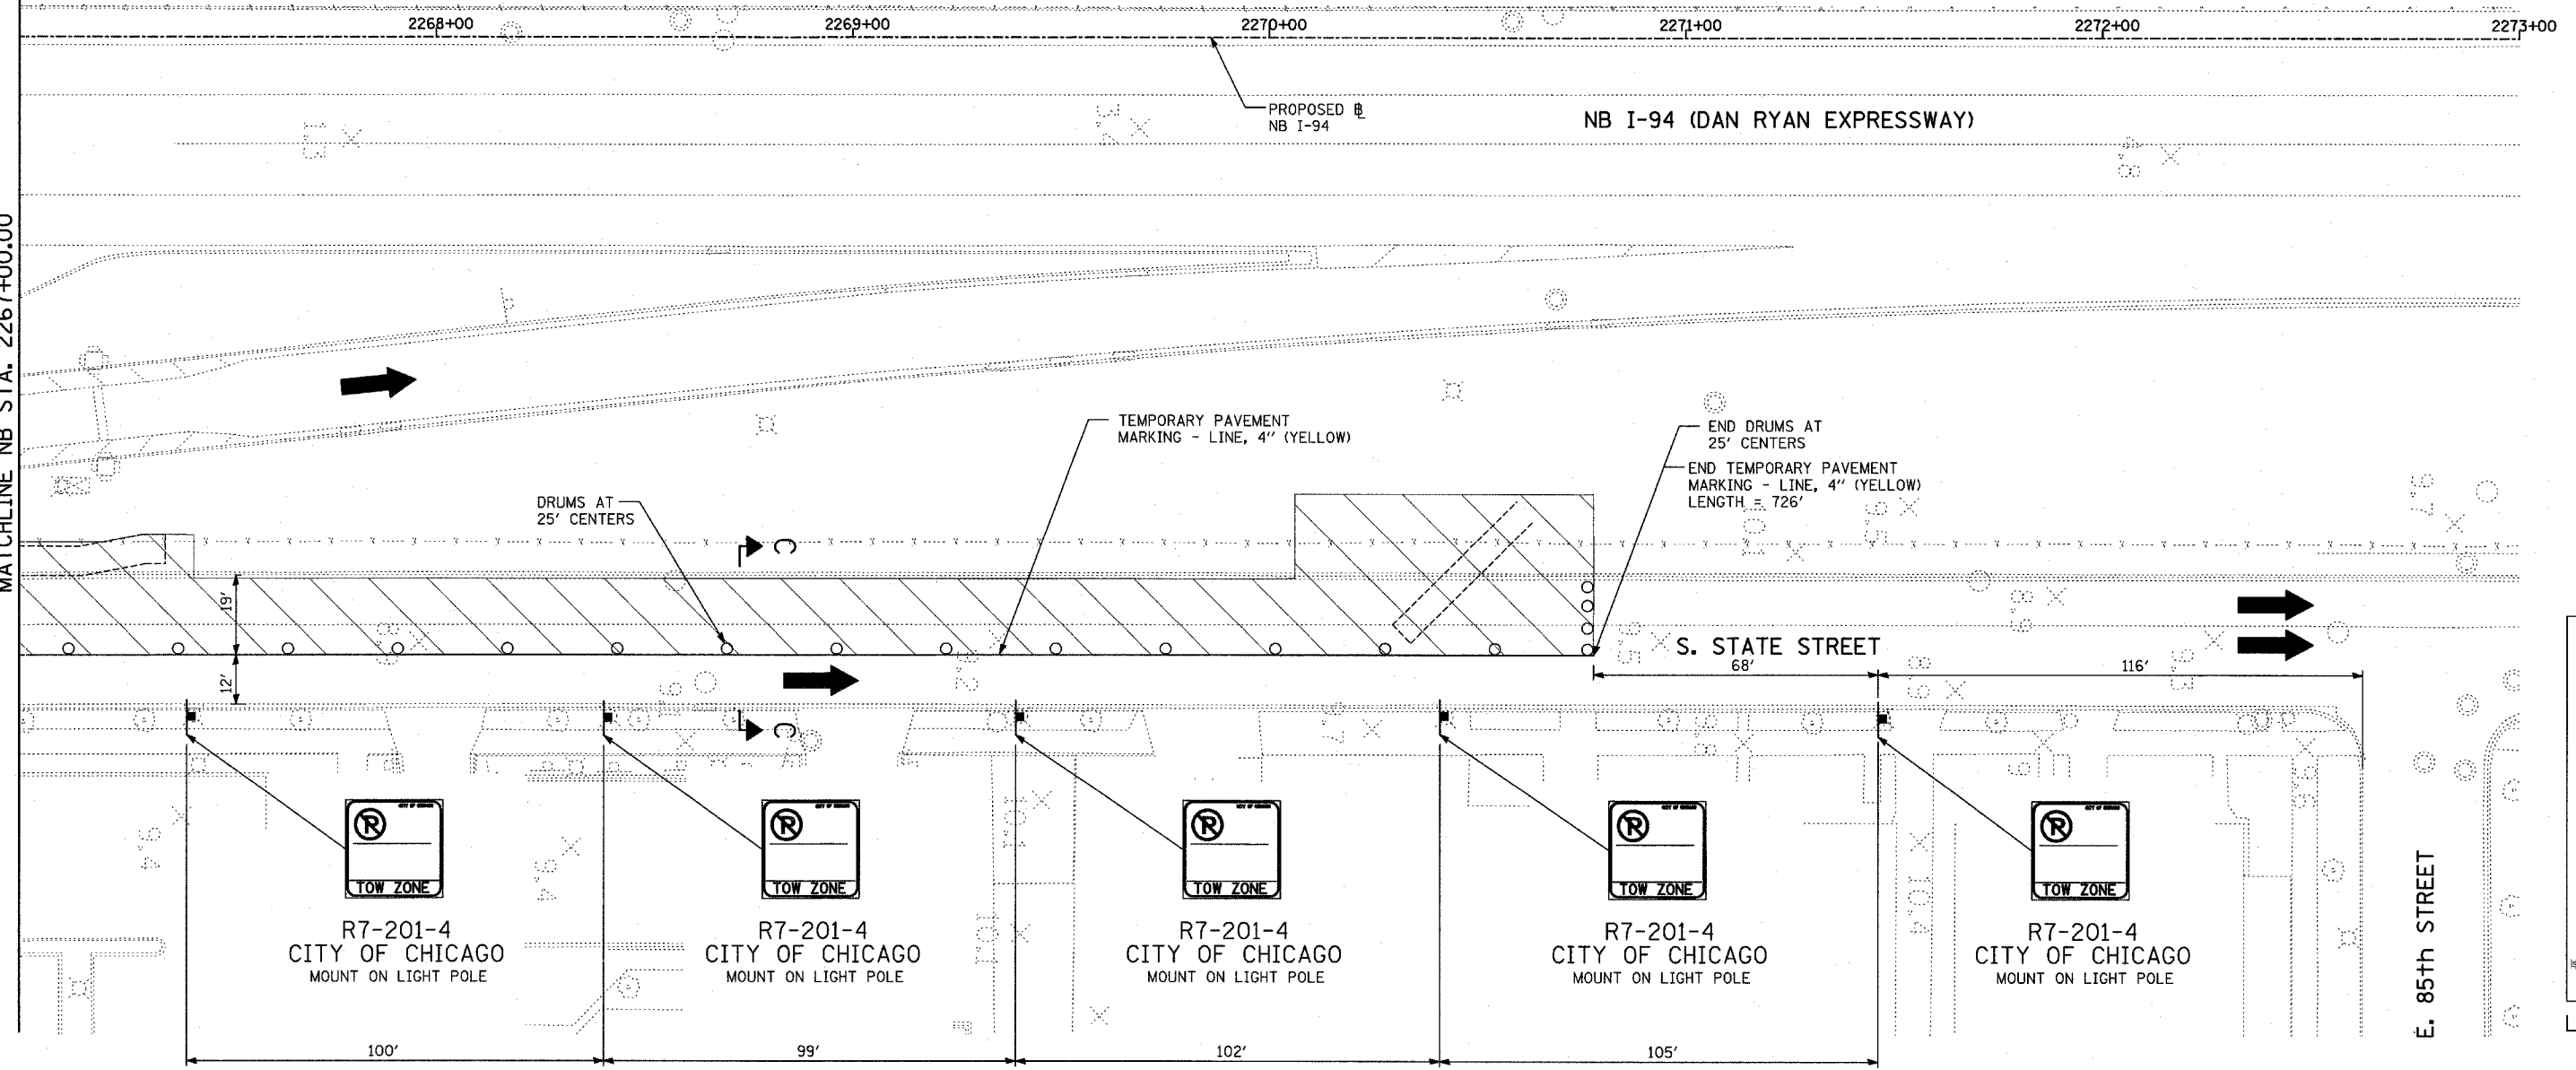 2268+00
2269+00
2270+00
2271+00
2272+00
2273+00
PROPOSED
NB I-94
NB I-94 (DAN RYAN EXPRESSWAY)
MATCHLINE NB STA. 2267+00.00
TEMPORARY PAVEMENT
MARKING - LINE, 4" (YELLOW)
END DRUMS AT
25' CENTERS
END TEMPORARY PAVEMENT
MARKING - LINE, 4" (YELLOW)
LENGTH = 726'
DRUMS AT
25' CENTERS
C
19'
12'
S. STATE STREET
68'
116'
C
TOW ZONE
TOW ZONE
TOW ZONE
TOW ZONE
TOW ZONE
R7-201-4
CITY OF CHICAGO
MOUNT ON LIGHT POLE
R7-201-4
CITY OF CHICAGO
MOUNT ON LIGHT POLE
R7-201-4
CITY OF CHICAGO
MOUNT ON LIGHT POLE
R7-201-4
CITY OF CHICAGO
MOUNT ON LIGHT POLE
R7-201-4
CITY OF CHICAGO
MOUNT ON LIGHT POLE
E. 85th STREET
100'
99'
102'
105'